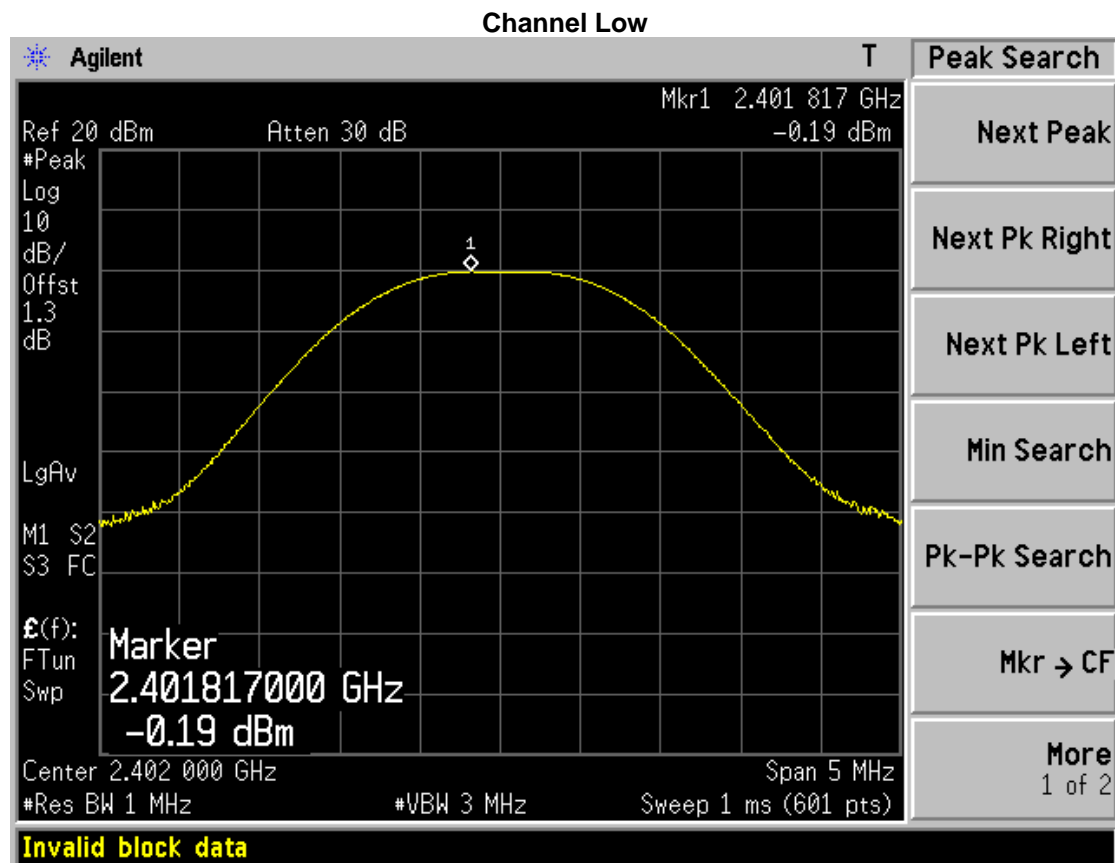 Channel Low
Agilent T Peak Search
Mkr1 2.401 817 GHz
Ref 20 dBm Atten 30 dB -0.19 dBm
#Peak
Log
10
dB/
Offst
1.3
dB
LgAv
M1 S2
S3 FC
£(f):
FTun
Swp
1
Marker
2.401817000 GHz
-0.19 dBm
Center 2.402 000 GHz Span 5 MHz
#Res BW 1 MHz #VBW 3 MHz Sweep 1 ms (601 pts)
Next Peak
Next Pk Right
Next Pk Left
Min Search
Pk-Pk Search
Mkr → CF
More
1 of 2
Invalid block data